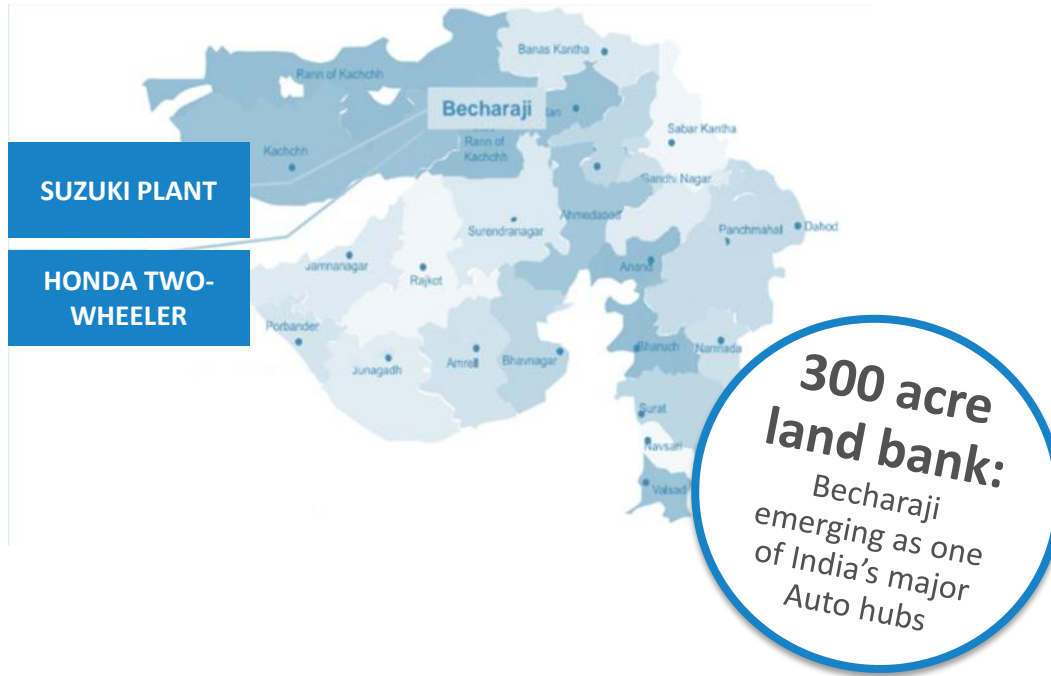 Banas Kantha
Rann of Kachchh
Becharaji
Rann of
Kachchh
Sabar Kantha
Kachchh
SUZUKI PLANT
Gandhi Nagar
Ahmedabad
Surendranagar
Panchmahal
Dahod
Jamnanagar
Rajkot
Anand
HONDA TWO-
WHEELER
Porbander
Junagadh
Amreli
Bhavnagar
Bharuch
Narmada
Surat
Navsari
Valsad
300 acre
land bank:
Becharaji
emerging as one
of India's major
Auto hubs